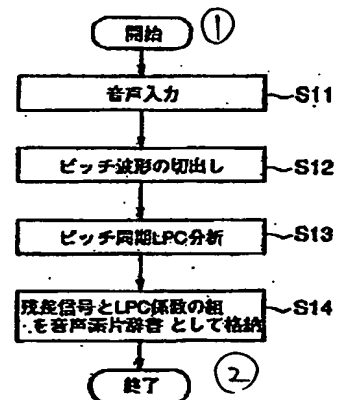 開始 ①
音声入力 S11
ピッチ波形の切出し S12
ピッチ同期LPC分析 S13
残差信号とLPC係数の組 S14
を音声素片辞書 として格納
終了 ②